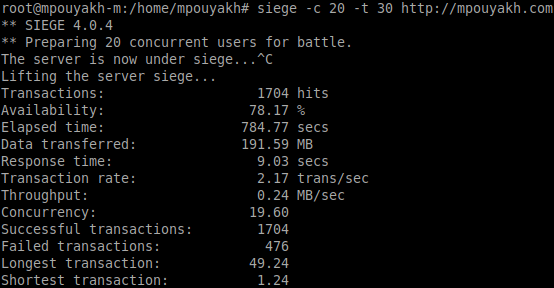 root@mpouyakh-m:/home/mpouyakh# siege -c 20 -t 30 http://mpouyakh.com
** SIEGE 4.0.4
** Preparing 20 concurrent users for battle.
The server is now under siege...^C
Lifting the server siege...
Transactions: 1704 hits
Availability: 78.17 %
Elapsed time: 784.77 secs
Data transferred: 191.59 MB
Response time: 9.03 secs
Transaction rate: 2.17 trans/sec
Throughput: 0.24 MB/sec
Concurrency: 19.60
Successful transactions: 1704
Failed transactions: 476
Longest transaction: 49.24
Shortest transaction: 1.24